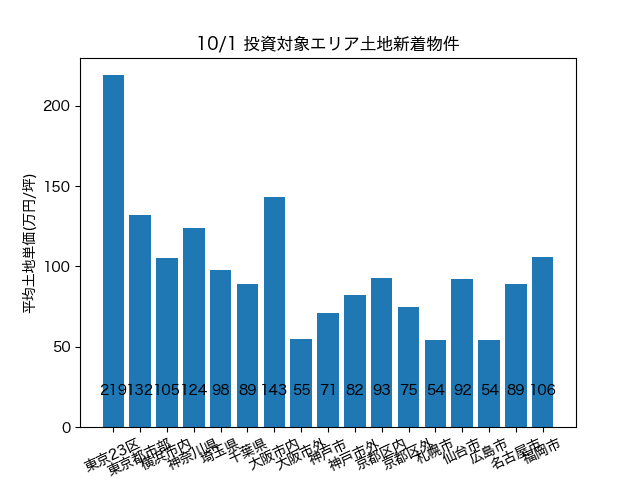 10/1 投資対象エリア土地新着物件
平均土地単価(万円/坪)
200
150
100
50
0
219
132
105
124
98
89
143
55
71
82
93
75
54
92
54
89
106
東京23区
東京都市部
横浜市内
神奈川県
埼玉県
千葉県
大阪市内
大阪市外
神戸市
神戸市外
京都区内
京都区外
札幌市
仙台市
広島市
名古屋市
福岡市